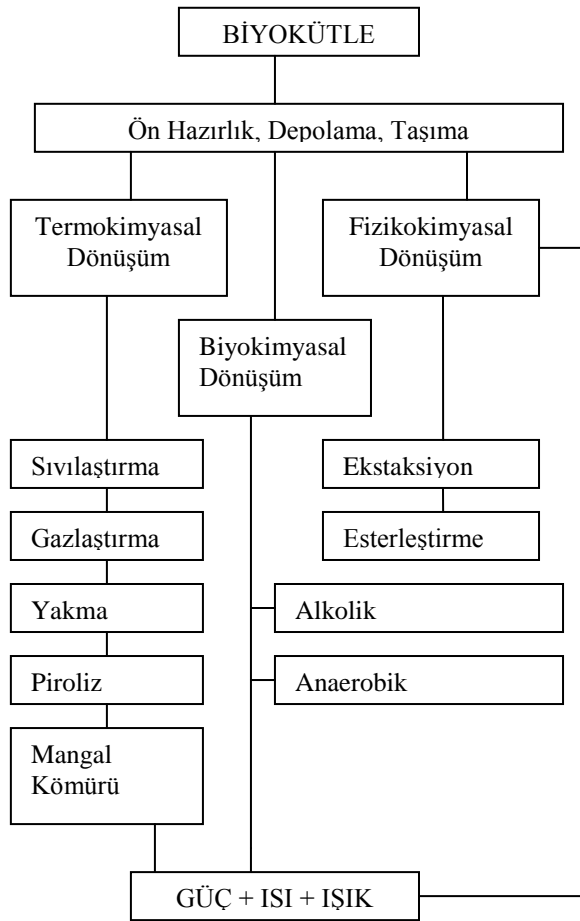 BİYOKÜTLE
Ön Hazırlık, Depolama, Taşıma
Termokimyasal
Dönüşüm
Fizikokimyasal
Dönüşüm
Biyokimyasal
Dönüşüm
Sıvılaştırma
Ekstaksiyon
Gazlaştırma
Esterleştirme
Yakma
Alkolik
Piroliz
Anaerobik
Mangal
Kömürü
GÜÇ + ISI + IŞIK